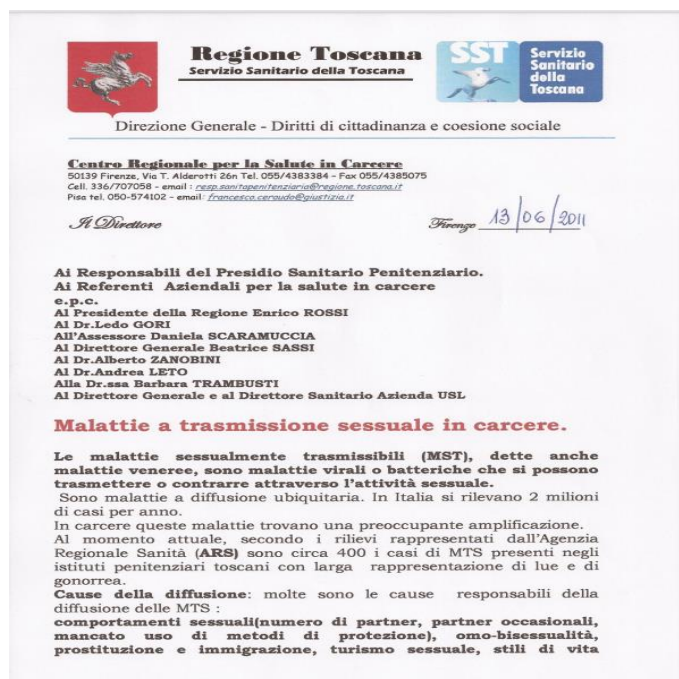 Regione Toscana
Servizio Sanitario della Toscana
SST
Servizio
Sanitario
della
Toscana
Direzione Generale - Diritti di cittadinanza e coesione sociale
Centro Regionale per la Salute in Carcere
50139 Firenze, Via T. Alderotti 26n Tel. 055/4383384 – Fax 055/4385075
Cell. 336/707058 - email : resp.sanitapenitenziaria@regione.toscana.it
Pisa tel. 050-574102 – email: francesco.ceraudo@giustizia.it
Il Direttore
Firenze 13/06/2011
Ai Responsabili del Presidio Sanitario Penitenziario.
Ai Referenti Aziendali per la salute in carcere
e.p.c.
Al Presidente della Regione Enrico ROSSI
Al Dr.Ledo GORI
All'Assessore Daniela SCARAMUCCIA
Al Direttore Generale Beatrice SASSI
Al Dr.Alberto ZANOBINI
Al Dr.Andrea LETO
Alla Dr.ssa Barbara TRAMBUSTI
Al Direttore Generale e al Direttore Sanitario Azienda USL
Malattie a trasmissione sessuale in carcere.
Le malattie sessualmente trasmissibili (MST), dette anche
malattie veneree, sono malattie virali o batteriche che si possono
trasmettere o contrarre attraverso l'attività sessuale.
Sono malattie a diffusione ubiquitaria. In Italia si rilevano 2 milioni
di casi per anno.
In carcere queste malattie trovano una preoccupante amplificazione.
Al momento attuale, secondo i rilievi rappresentati dall'Agenzia
Regionale Sanità (ARS) sono circa 400 i casi di MTS presenti negli
istituti penitenziari toscani con larga rappresentazione di lue e di
gonorrea.
Cause della diffusione: molte sono le cause responsabili della
diffusione delle MTS :
comportamenti sessuali(numero di partner, partner occasionali,
mancato uso di metodi di protezione), omo-bisessualità,
prostituzione e immigrazione, turismo sessuale, stili di vita